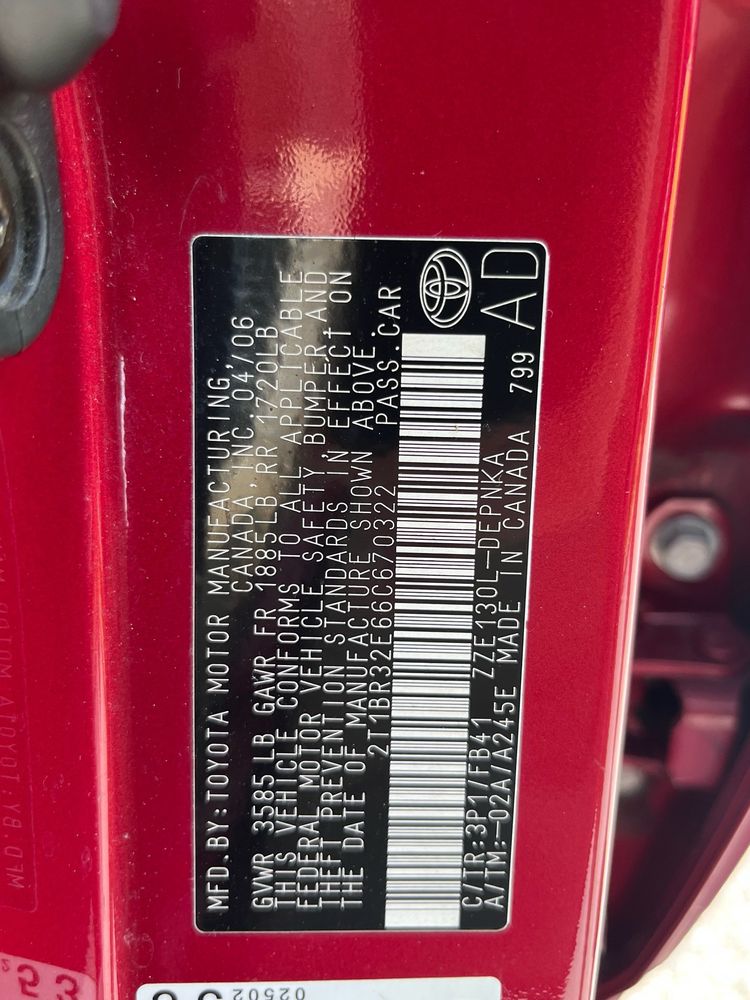 MFD.BY:TOYOTA MOTOR MANUFACTURING,
CANADA,INC. 04/06
GVWR 3585LB GAWR FR 1885LB,RR 1720LB
THIS VEHICLE CONFORMS TO ALL APPLICABLE
FEDERAL MOTOR VEHICLE SAFETY, BUMPER,AND
THEFT PREVENTION STANDARDS IN EFFECT ON
THE DATE OF MANUFACTURE SHOWN ABOVE.
2T1BR32E66C670322 PASS.CAR
C/TR:3P1/FB41 ZZE130L-DEPNKA 799 AD
A/TM:-02A/A245E MADE IN CANADA
02502
53